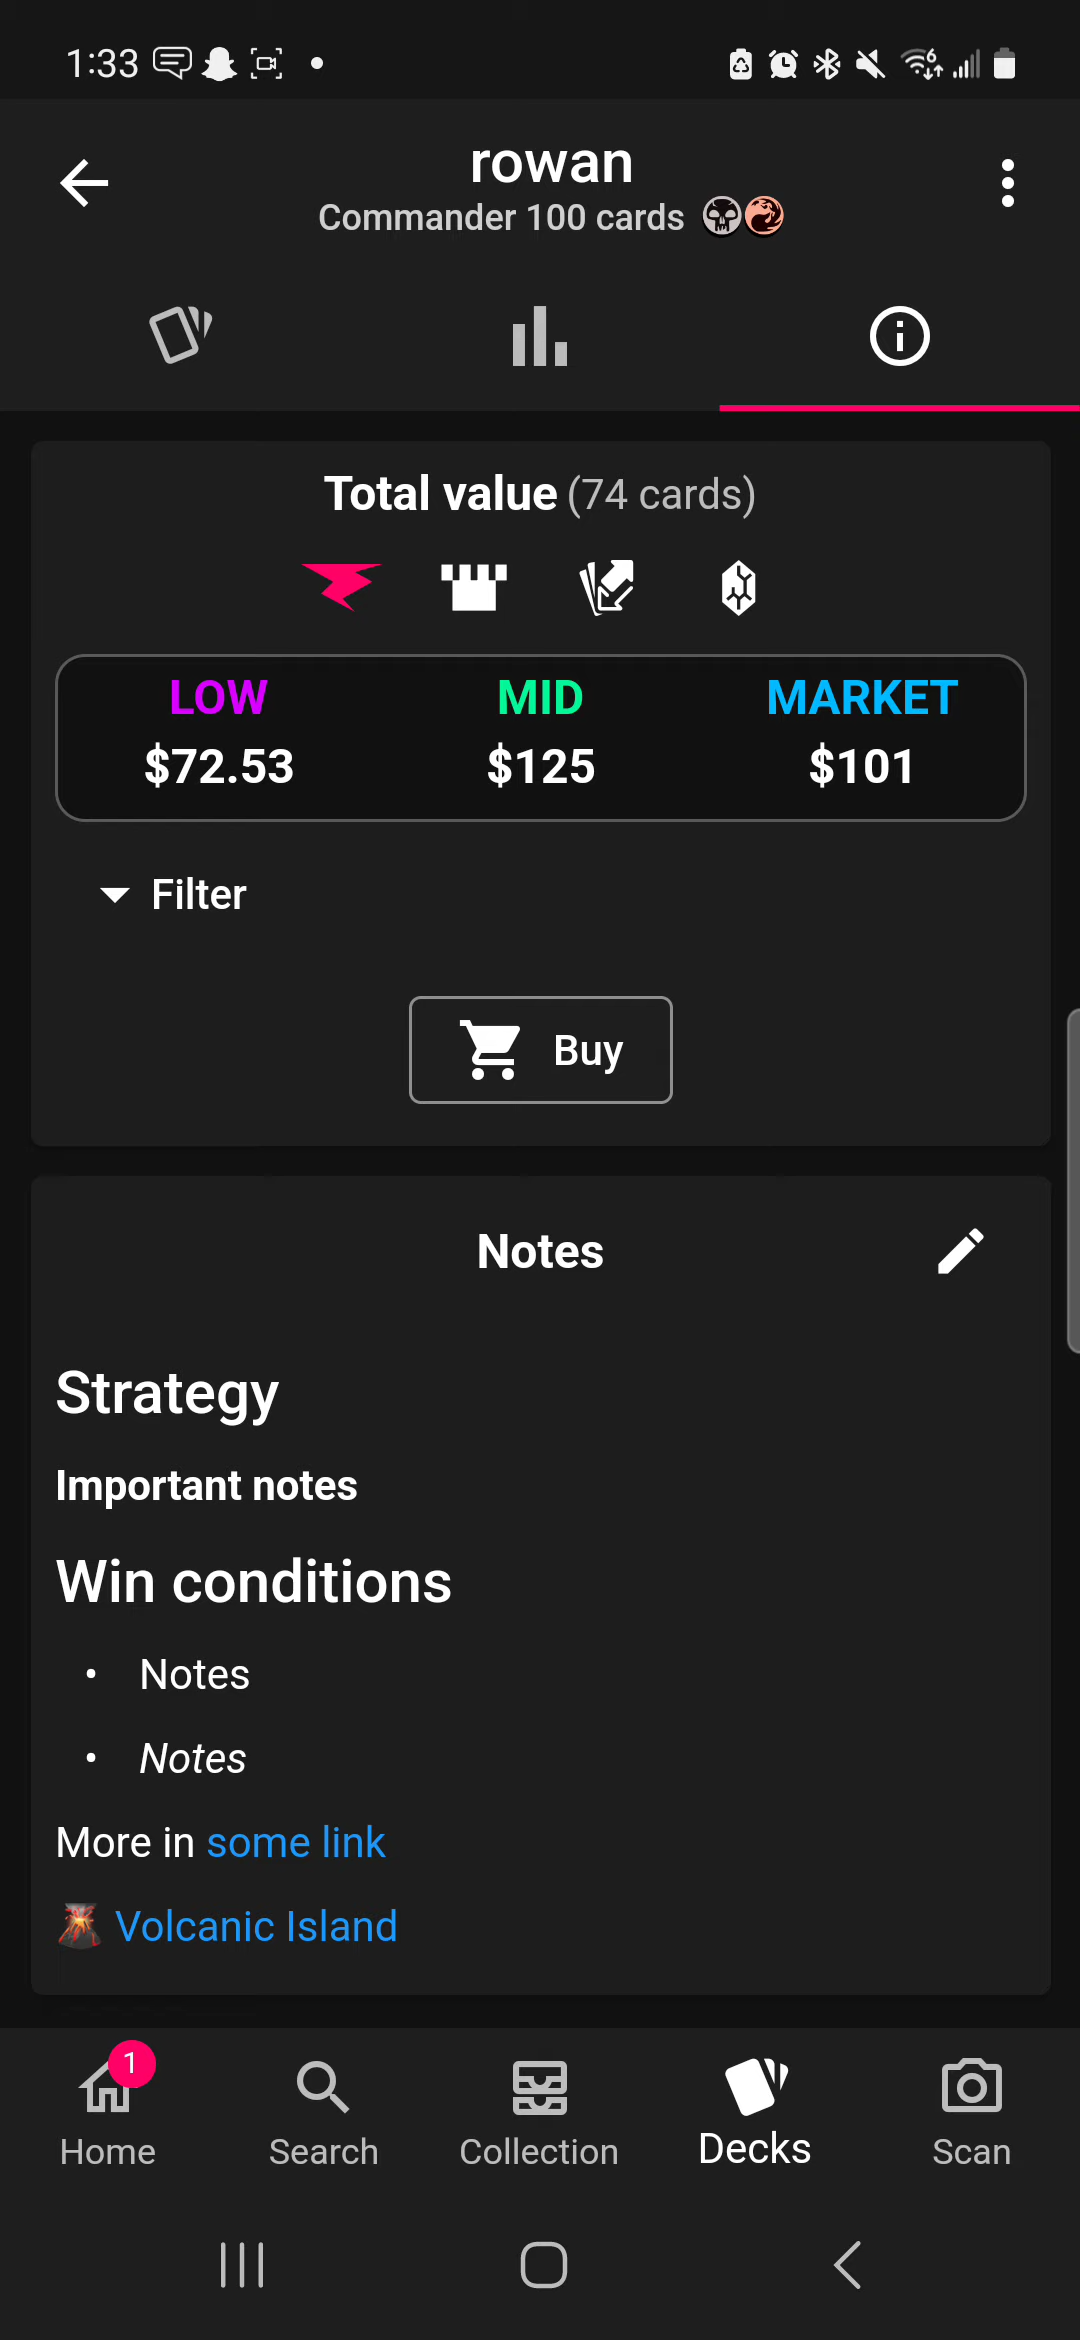 1:33
rowan
Commander 100 cards
Total value (74 cards)
LOW MID MARKET
$72.53 $125 $101
Filter
Buy
Notes
Strategy
Important notes
Win conditions
• Notes
• Notes
More in some link
🌋 Volcanic Island
1
Home Search Collection Decks Scan